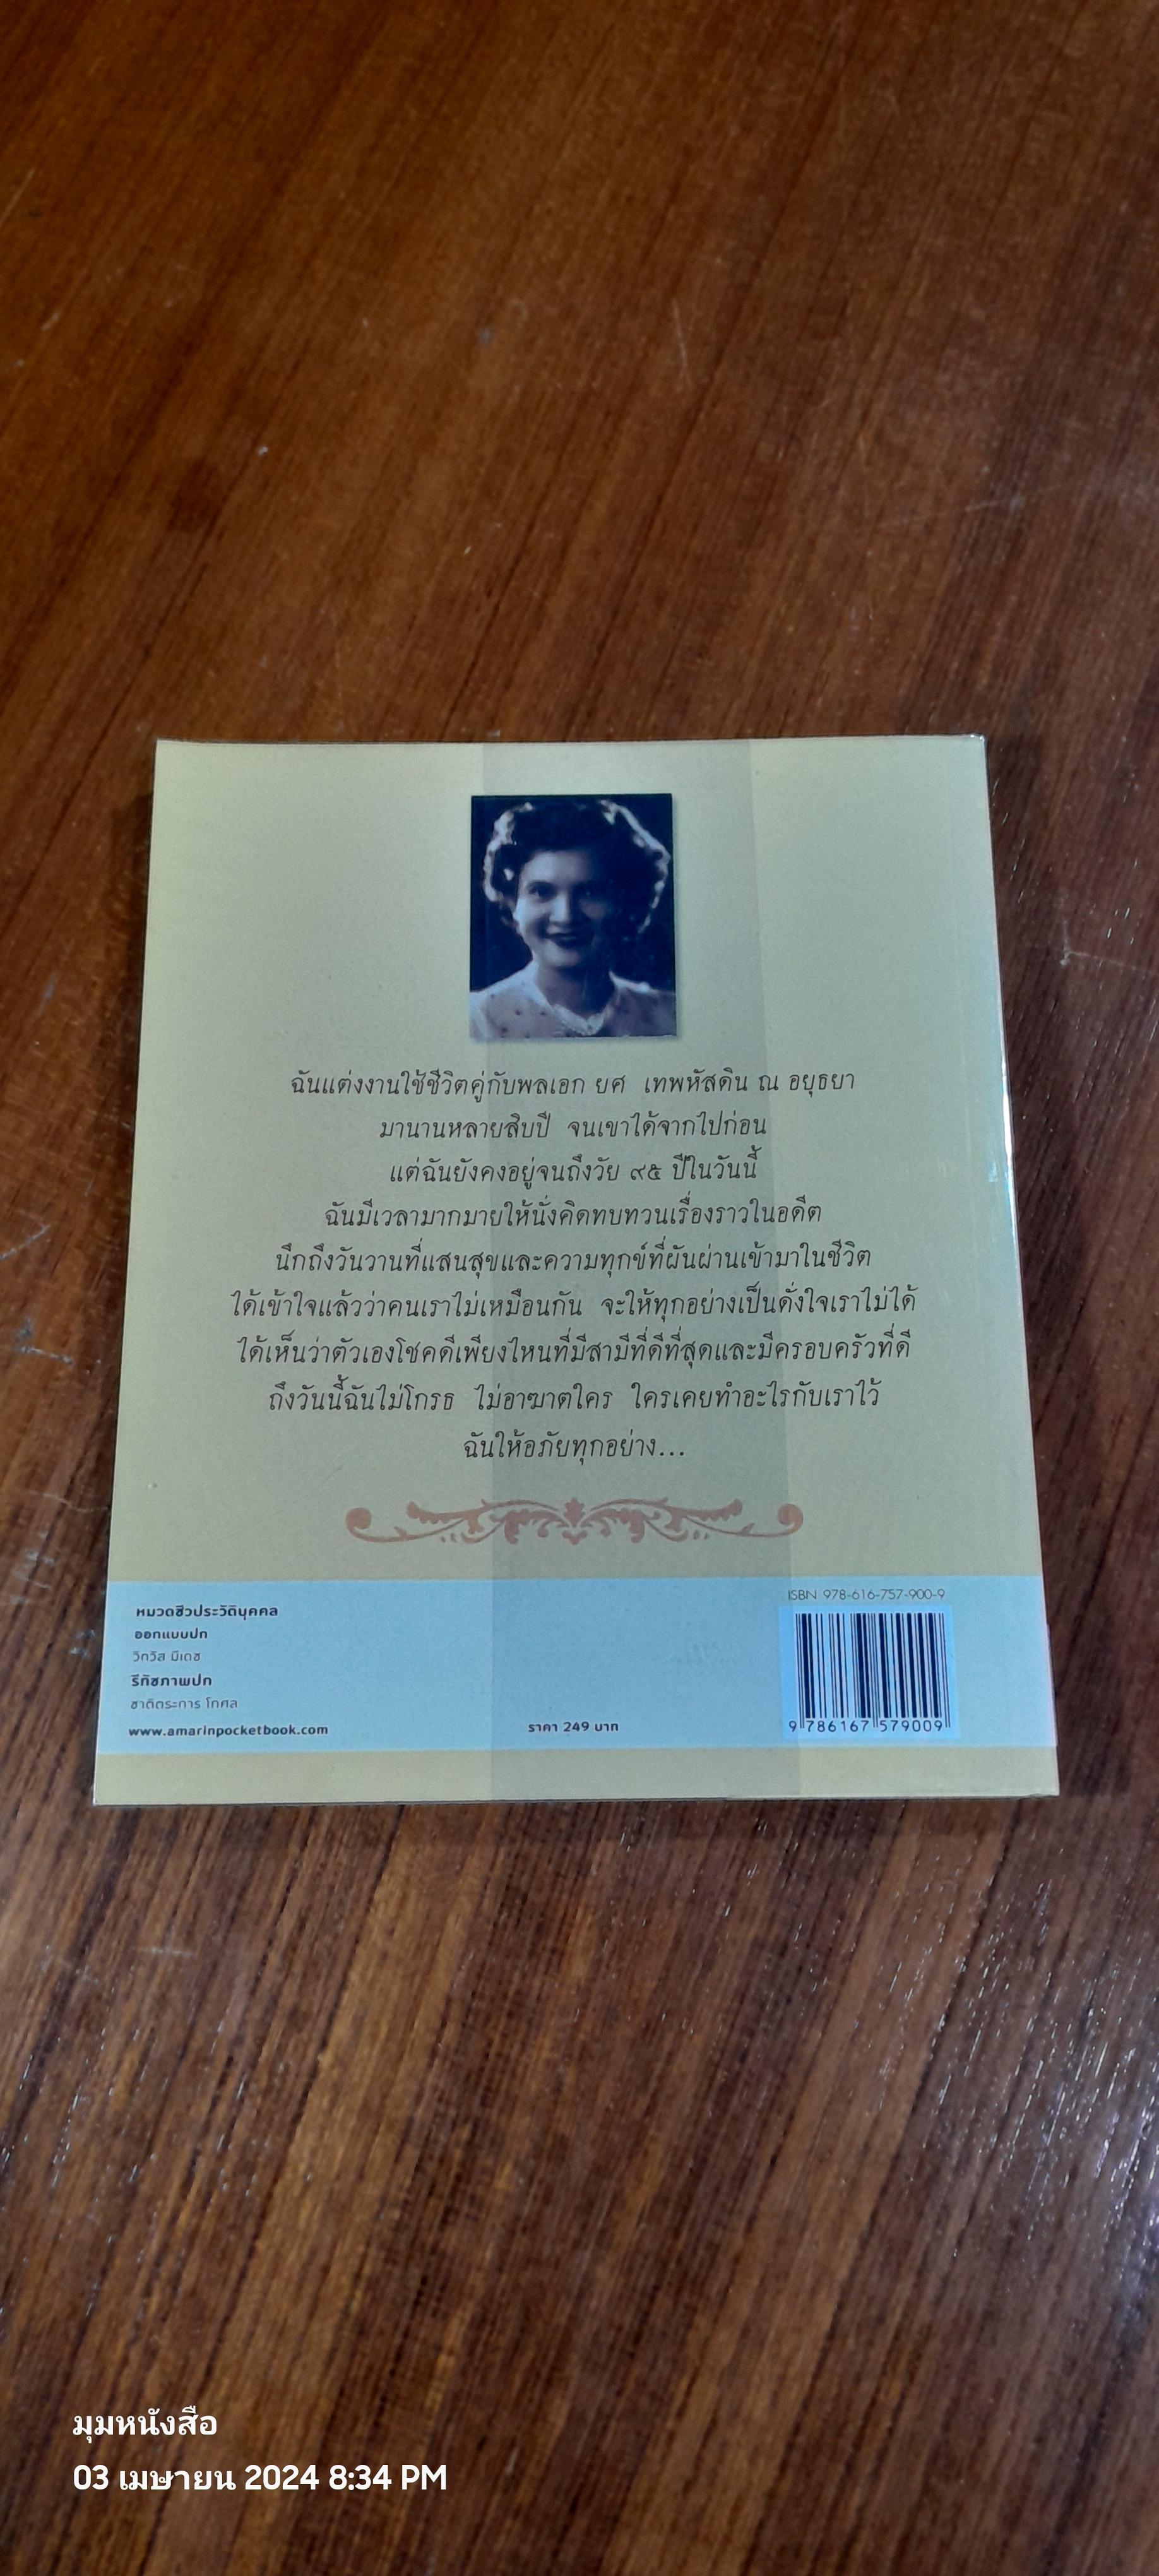 ฉันแต่งงานใช้ชีวิตคู่กับพลเอก ยศ เทพหัสดิน ณ อยุธยา
มานานหลายสิบปี จนเขาได้จากไปก่อน
แต่ฉันยังคงอยู่จนถึงวัย ๙๕ ปีในวันนี้
ฉันมีเวลามากมายให้นั่งคิดทบทวนเรื่องราวในอดีต
นึกถึงวันวานที่แสนสุขและความทุกข์ที่ผันผ่านเข้ามาในชีวิต
ได้เข้าใจแล้วว่าคนเราไม่เหมือนกัน จะให้ทุกอย่างเป็นดั่งใจเราไม่ได้
ได้เห็นว่าตัวเองโชคดีเพียงไหนที่มีสามีที่ดีที่สุดและมีครอบครัวที่ดี
ถึงวันนี้ฉันไม่โกรธ ไม่อาฆาตใคร ใครเคยทำอะไรกับเราไว้
ฉันให้อภัยทุกอย่าง...
หมวดชีวประวัติบุคคล
ออกแบบปก
วิกวิส มีเดช
รีทัชภาพปก
ชาติตระการ โกศล
www.amarinpocketbook.com
ราคา 249 บาท
ISBN 978-616-757-900-9
9 786167 579009
มุมหนังสือ
03 เมษายน 2024 8:34 PM